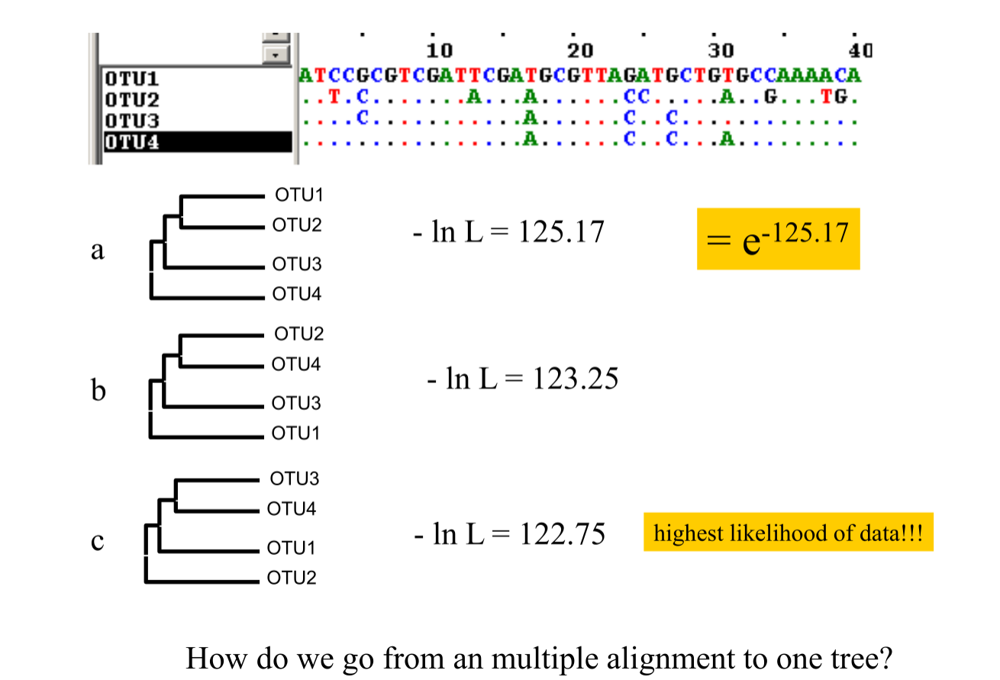 10 20 30 40
OTU1 ATCCGCGTCGATTCGATGCGTTAGATGCTGTGCCAAAACA
OTU2 ..T.C.......A...A......CC.....A..G...TG.
OTU3 ....C...........A......C..C.............
OTU4 ................A......C..C...A.........
a
OTU1
OTU2
OTU3
OTU4
- ln L = 125.17
= e-125.17
b
OTU2
OTU4
OTU3
OTU1
- ln L = 123.25
c
OTU3
OTU4
OTU1
OTU2
- ln L = 122.75
highest likelihood of data!!!
How do we go from an multiple alignment to one tree?